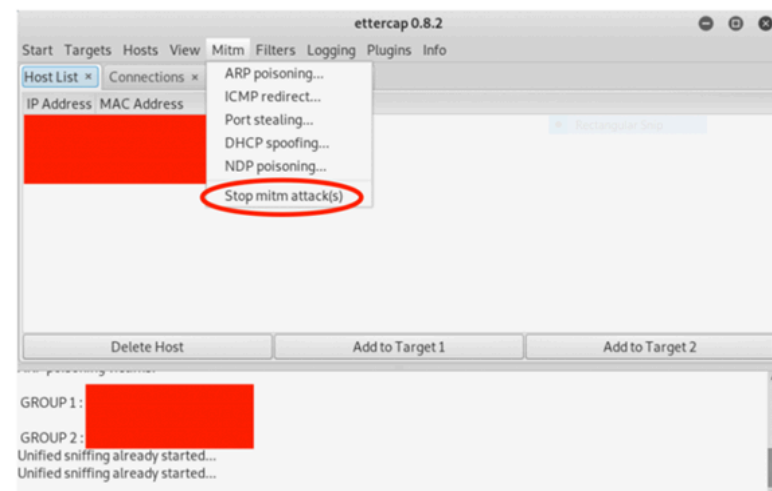 ettercap 0.8.2
Start Targets Hosts View Mitm Filters Logging Plugins Info
Host List × Connections ×
ARP poisoning...
ICMP redirect...
Port stealing...
DHCP spoofing...
NDP poisoning...
Stop mitm attack(s)
IP Address MAC Address
Rectangular Snip
Delete Host Add to Target 1 Add to Target 2
GROUP 1 :
GROUP 2 :
Unified sniffing already started...
Unified sniffing already started...